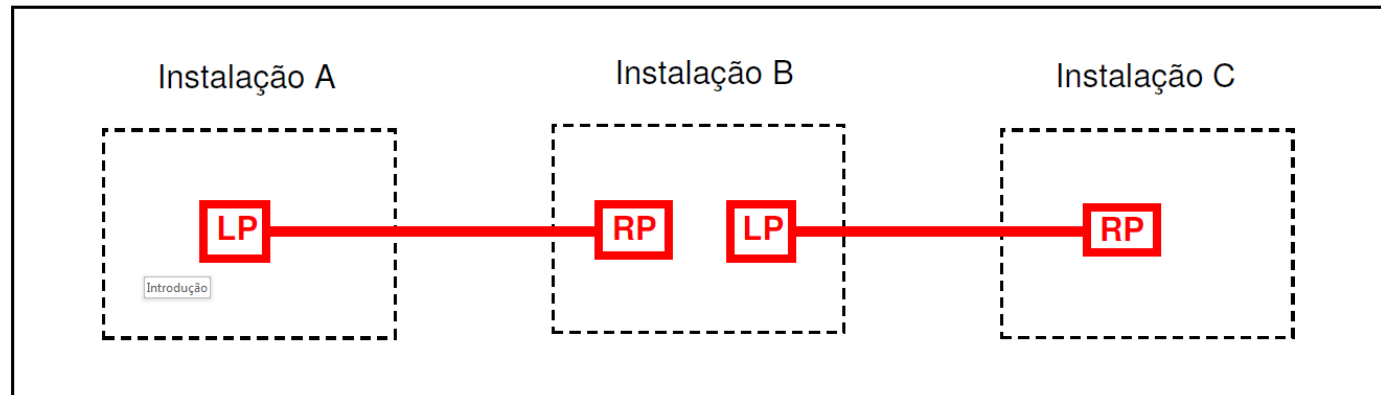 Instalação A
Instalação B
Instalação C
LP
RP
LP
RP
Introdução